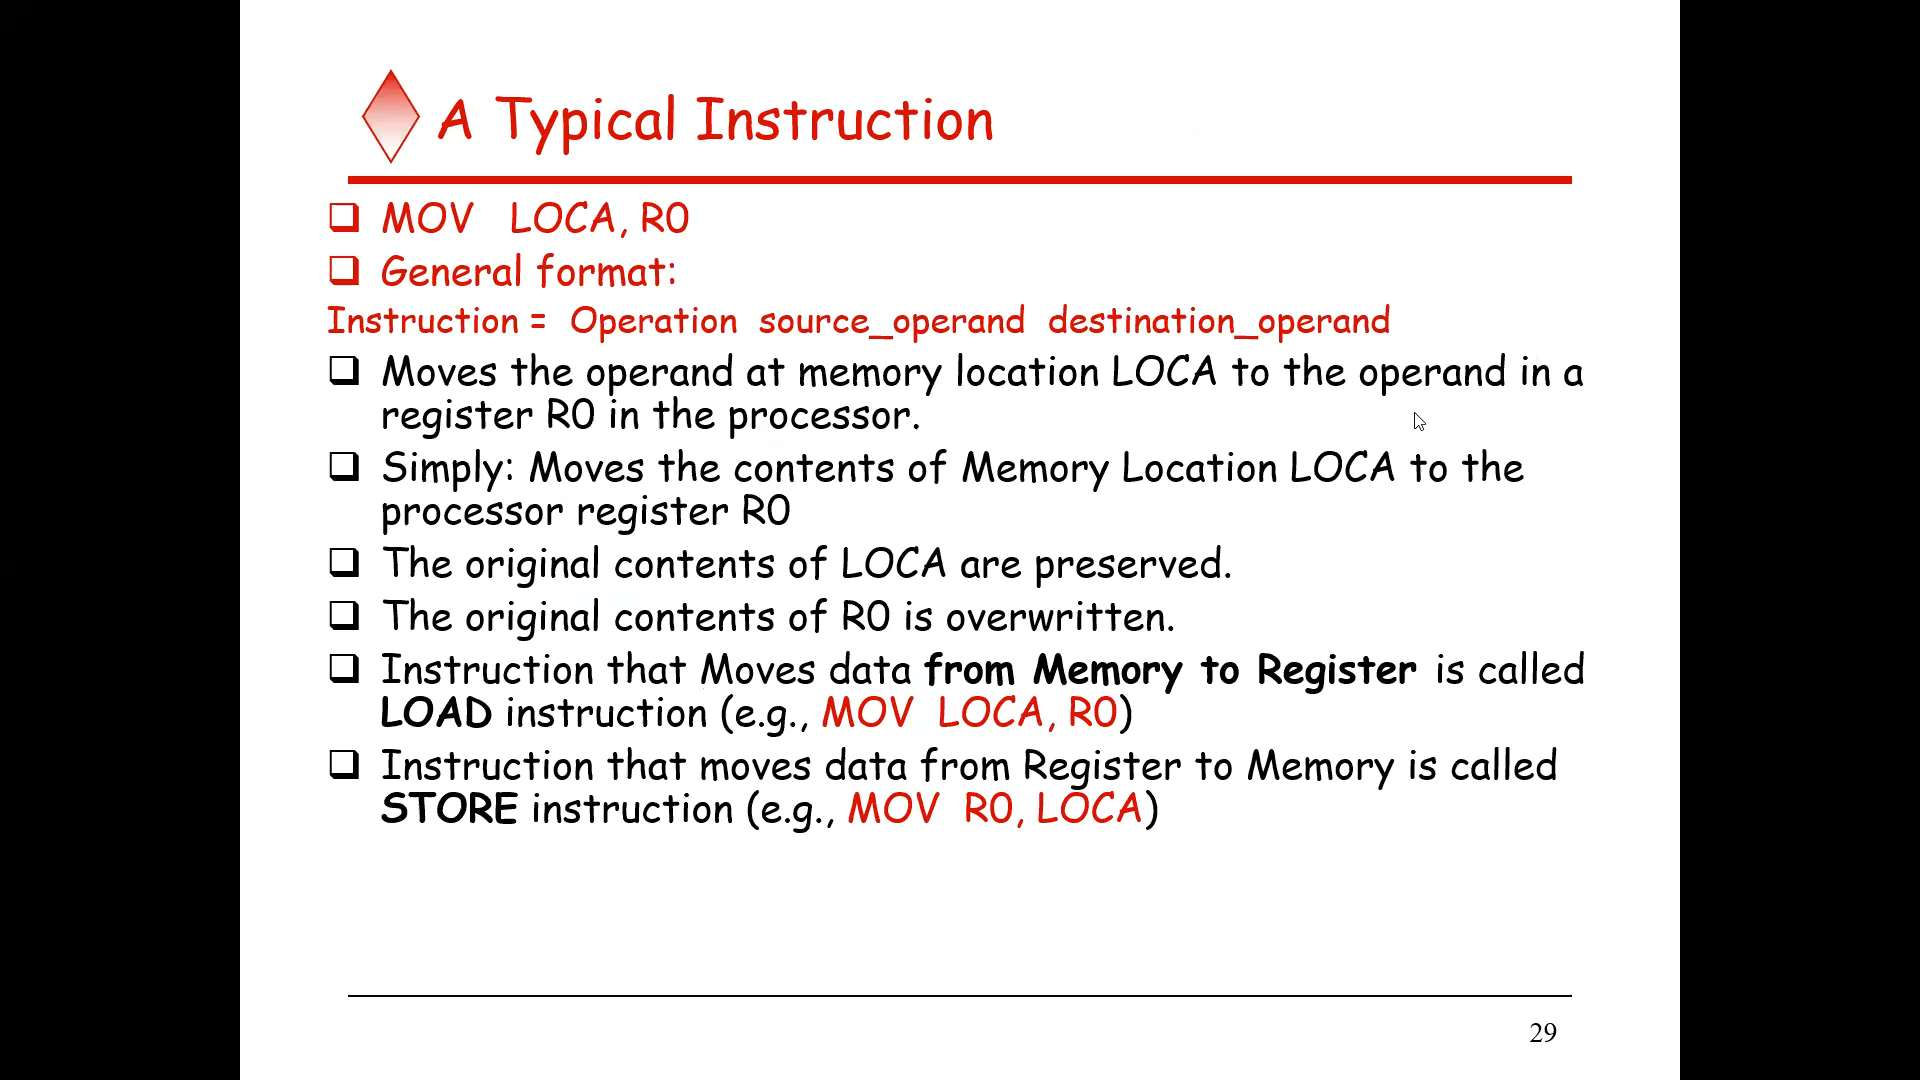 A Typical Instruction
MOV LOCA, R0
General format:
Instruction = Operation source_operand destination_operand
Moves the operand at memory location LOCA to the operand in a
register R0 in the processor.
Simply: Moves the contents of Memory Location LOCA to the
processor register R0
The original contents of LOCA are preserved.
The original contents of R0 is overwritten.
Instruction that Moves data from Memory to Register is called
LOAD instruction (e.g., MOV LOCA, R0)
Instruction that moves data from Register to Memory is called
STORE instruction (e.g., MOV R0, LOCA)
29